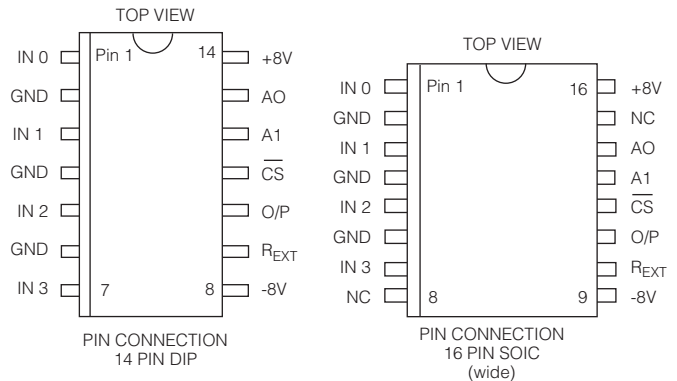 TOP VIEW
IN 0 Pin 1 14 +8V
GND AO
IN 1 A1
GND C̅S̅
IN 2 O/P
GND REXT
IN 3 7 8 -8V
PIN CONNECTION
14 PIN DIP
TOP VIEW
IN 0 Pin 1 16 +8V
GND NC
IN 1 AO
GND A1
IN 2 C̅S̅
GND O/P
IN 3 REXT
NC 8 9 -8V
PIN CONNECTION
16 PIN SOIC
(wide)